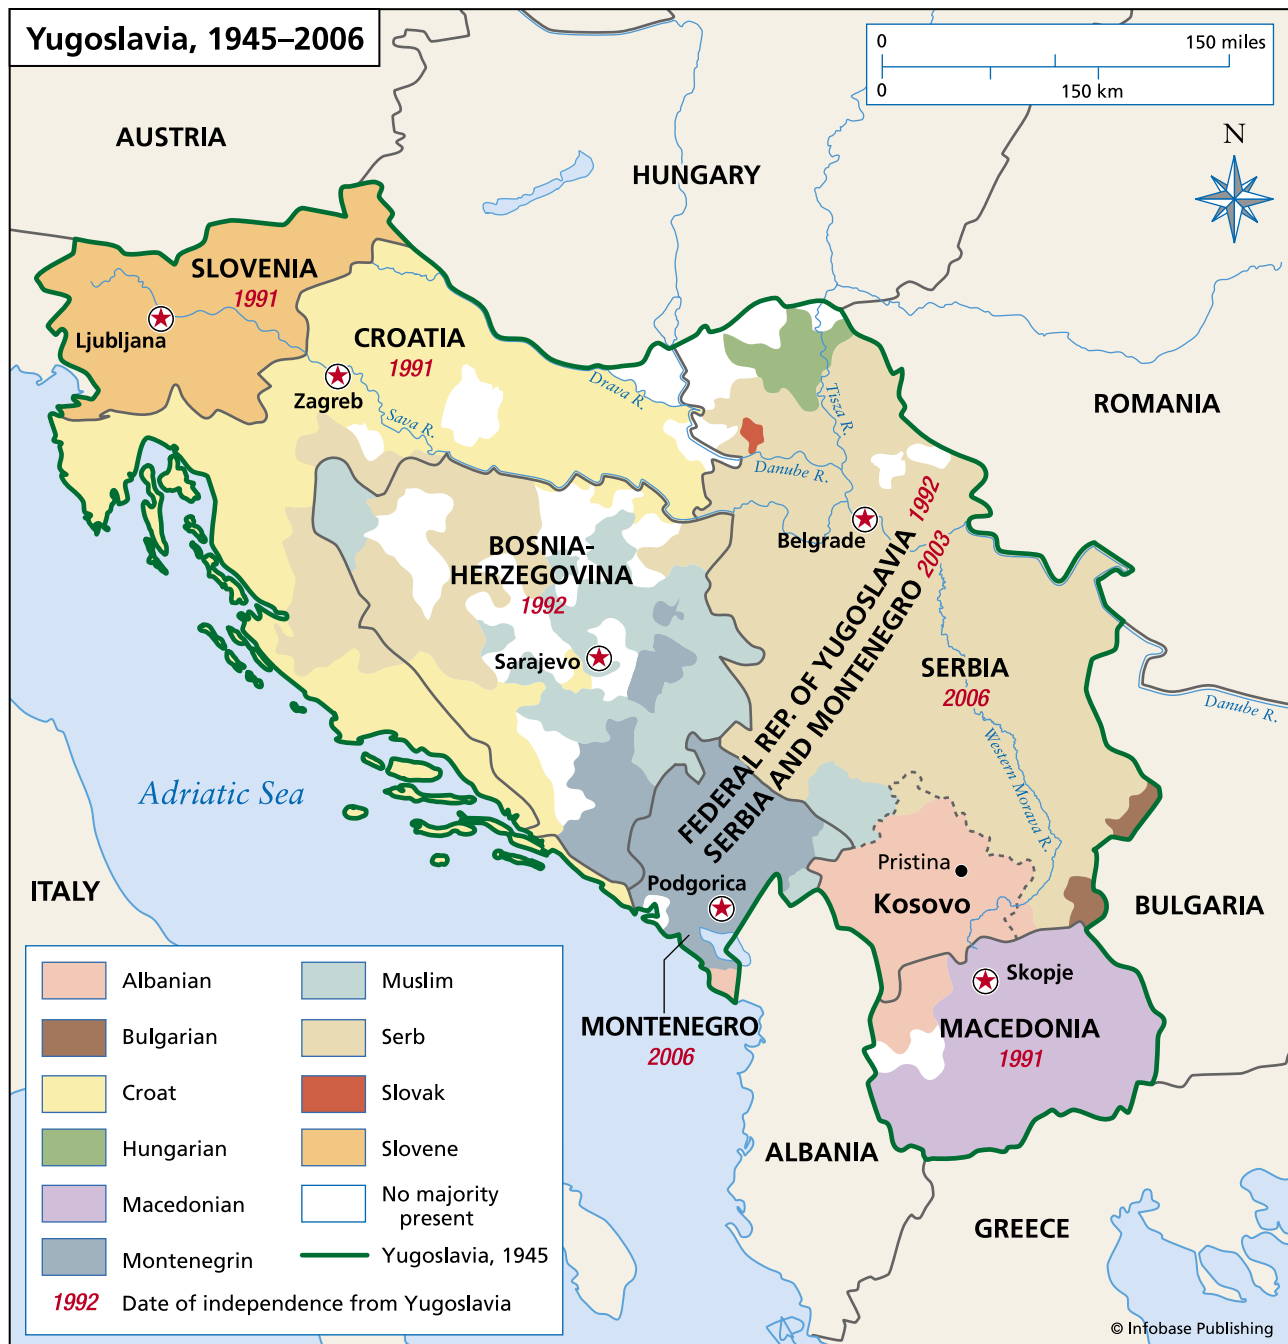 Yugoslavia, 1945–2006
0 150 miles
0 150 km
N
AUSTRIA
HUNGARY
SLOVENIA
1991
Ljubljana
CROATIA
1991
Zagreb
Drava R.
Sava R.
Tisza R.
ROMANIA
Danube R.
BOSNIA-
HERZEGOVINA
1992
Sarajevo
Belgrade
FEDERAL REP. OF YUGOSLAVIA 1992
SERBIA AND MONTENEGRO 2003
SERBIA
2006
Danube R.
Western Morava R.
Adriatic Sea
ITALY
Pristina
Kosovo
Podgorica
BULGARIA
Skopje
MONTENEGRO
2006
MACEDONIA
1991
ALBANIA
GREECE
Albanian
Bulgarian
Croat
Hungarian
Macedonian
Montenegrin
Muslim
Serb
Slovak
Slovene
No majority
present
Yugoslavia, 1945
1992 Date of independence from Yugoslavia
© Infobase Publishing